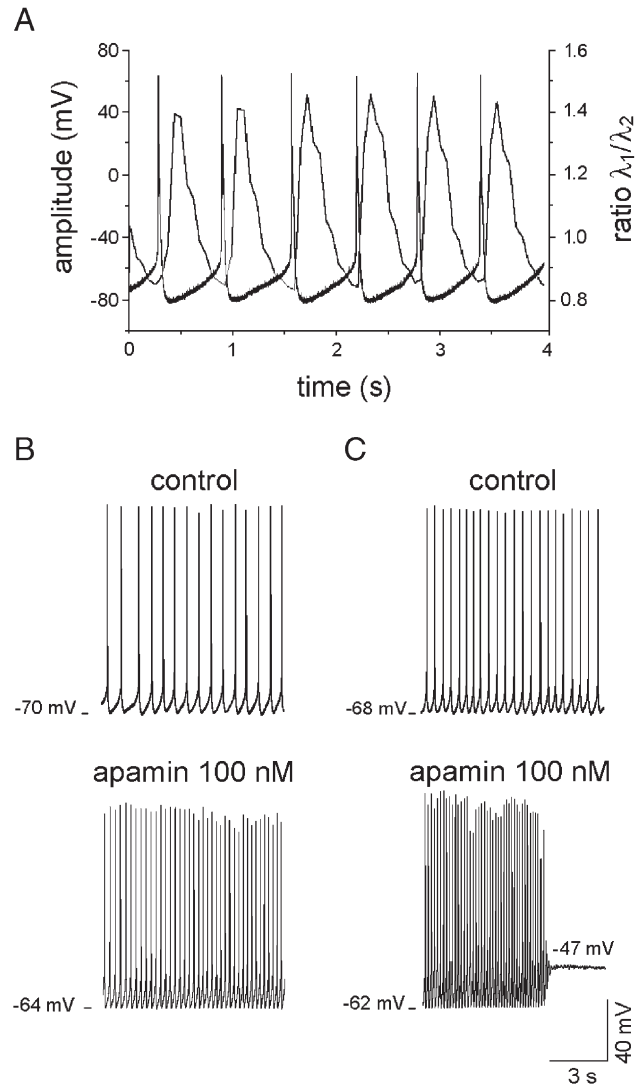 A
amplitude (mV)
80
40
0
-40
-80
ratio λ1/λ2
1.6
1.4
1.2
1.0
0.8
0 1 2 3 4
time (s)
B
control
-70 mV
apamin 100 nM
-64 mV
C
control
-68 mV
apamin 100 nM
-47 mV
-62 mV
40 mV
3 s